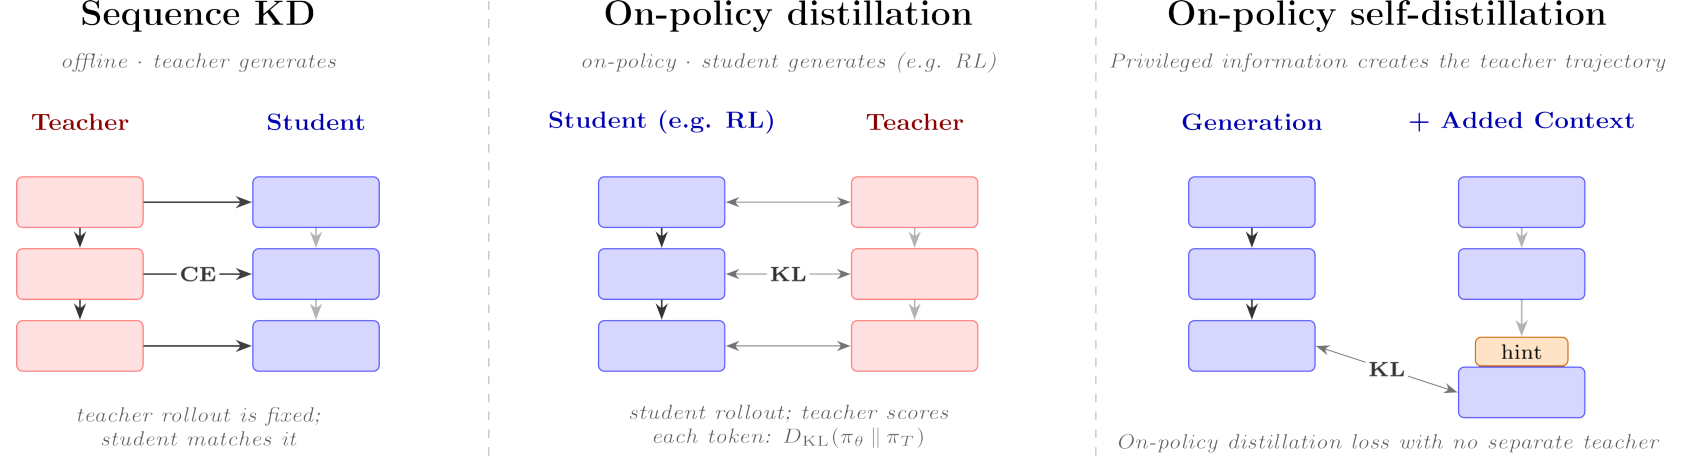 Sequence KD
offline · teacher generates
Teacher
Student
CE
teacher rollout is fixed;
student matches it
On-policy distillation
on-policy · student generates (e.g. RL)
Student (e.g. RL)
Teacher
KL
student rollout; teacher scores
each token: D_KL(π_θ ∥ π_T)
On-policy self-distillation
Privileged information creates the teacher trajectory
Generation
+ Added Context
hint
KL
On-policy distillation loss with no separate teacher